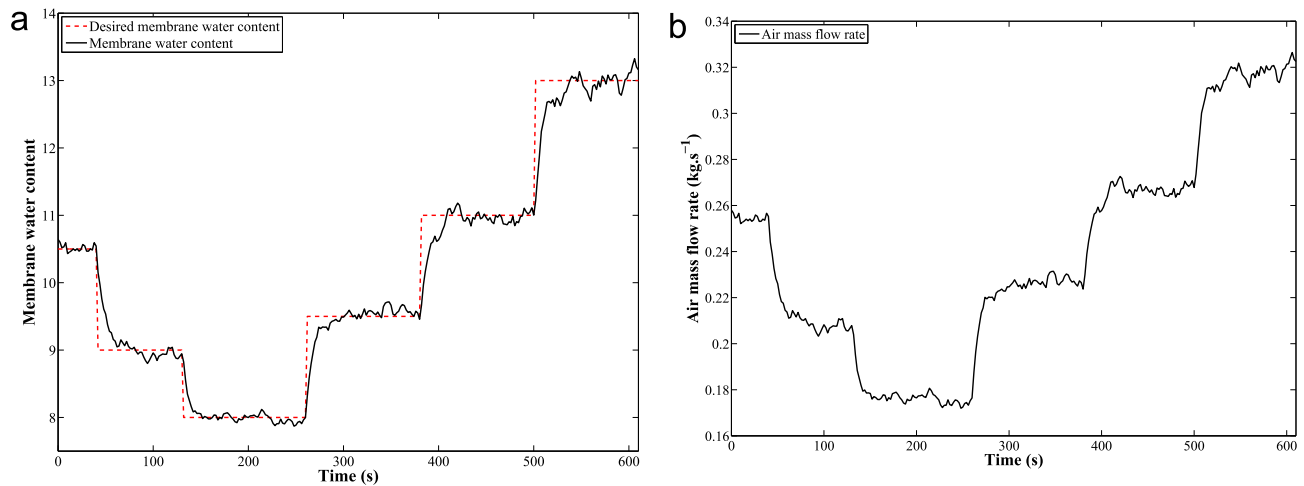 a
Desired membrane water content
Membrane water content
14
13
12
11
10
9
8
Membrane water content
0 100 200 300 400 500 600
Time (s)
b
Air mass flow rate
0.34
0.32
0.3
0.28
0.26
0.24
0.22
0.2
0.18
0.16
Air mass flow rate (kg.s⁻¹)
0 100 200 300 400 500 600
Time (s)